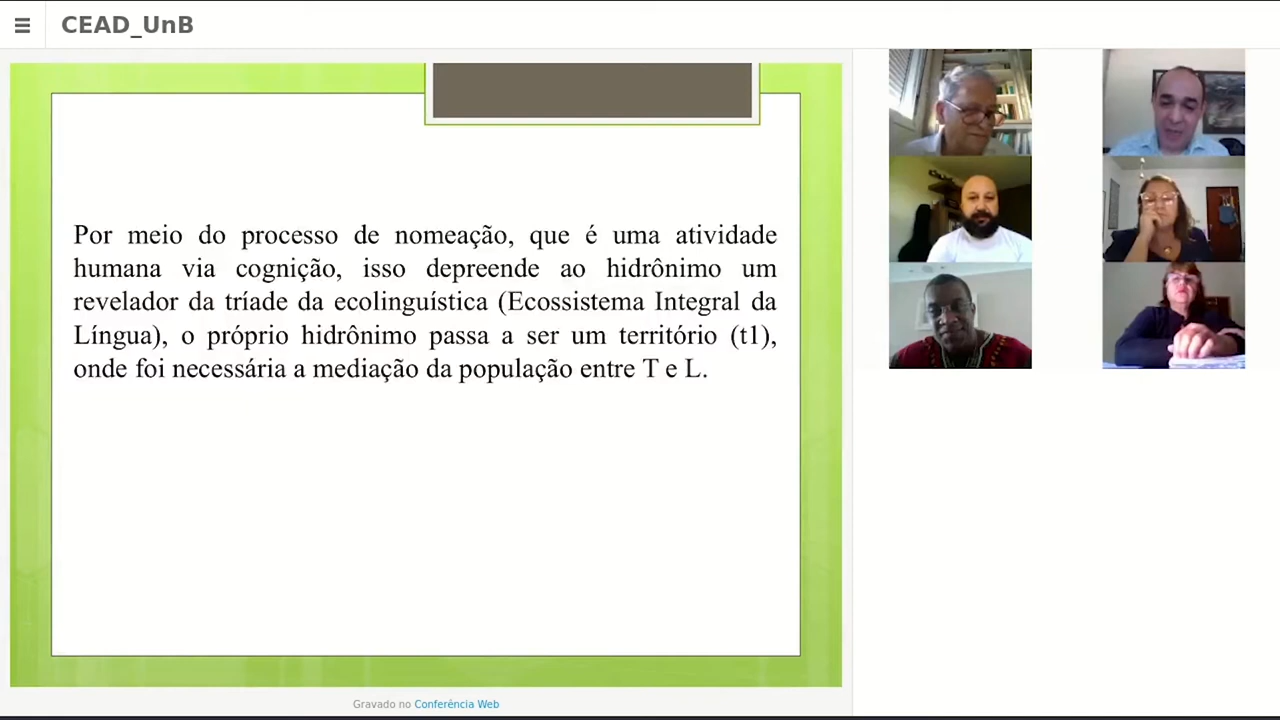 CEAD_UnB
Por meio do processo de nomeação, que é uma atividade
humana via cognição, isso depreende ao hidrônimo um
revelador da tríade da ecolinguística (Ecossistema Integral da
Língua), o próprio hidrônimo passa a ser um território (t1),
onde foi necessária a mediação da população entre T e L.
Gravado no Conferência Web